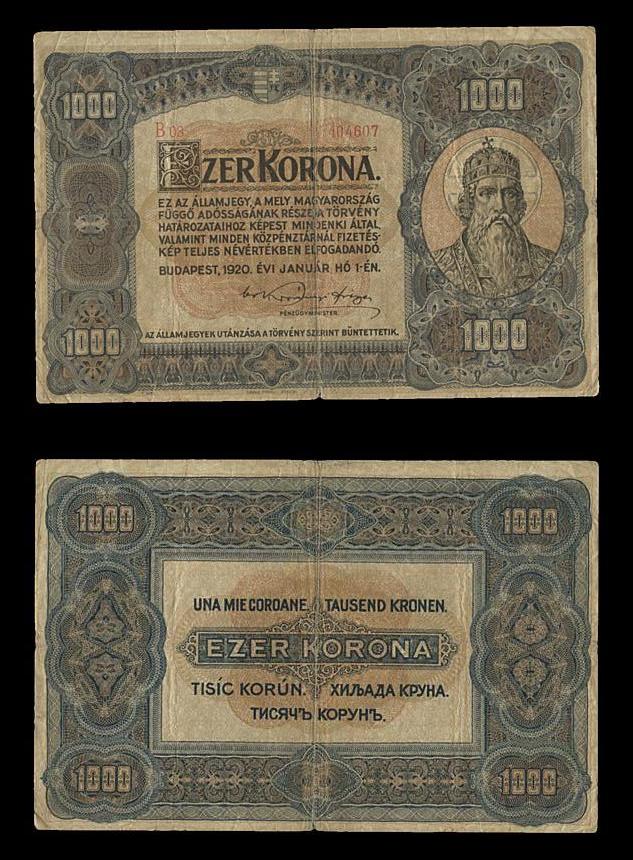 1000
1000
B 03
104607
EZER KORONA.
EZ AZ ÁLLAMJEGY, A MELY MAGYARORSZÁG
FÜGGŐ ADÓSSÁGÁNAK RÉSZE, A TÖRVÉNY
HATÁROZATAIHOZ KÉPEST MINDENKI ÁLTAL
VALAMINT MINDEN KÖZPÉNZTÁRNÁL FIZETÉS-
KÉP TELJES NÉVÉRTÉKBEN ELFOGADANDÓ.
BUDAPEST, 1920. ÉVI JANUÁR HÓ 1-ÉN.
PÉNZÜGYMINISTER.
1000
1000
AZ ÁLLAMJEGYEK UTÁNZÁSA A TÖRVÉNY SZERINT BÜNTETTETIK.
1000
1000
UNA MIE COROANE. TAUSEND KRONEN.
EZER KORONA
TISÍC KORÚN. ХИЉАДА КРУНА.
ТИСЯЧЪ КОРУНЪ.
1000
1000